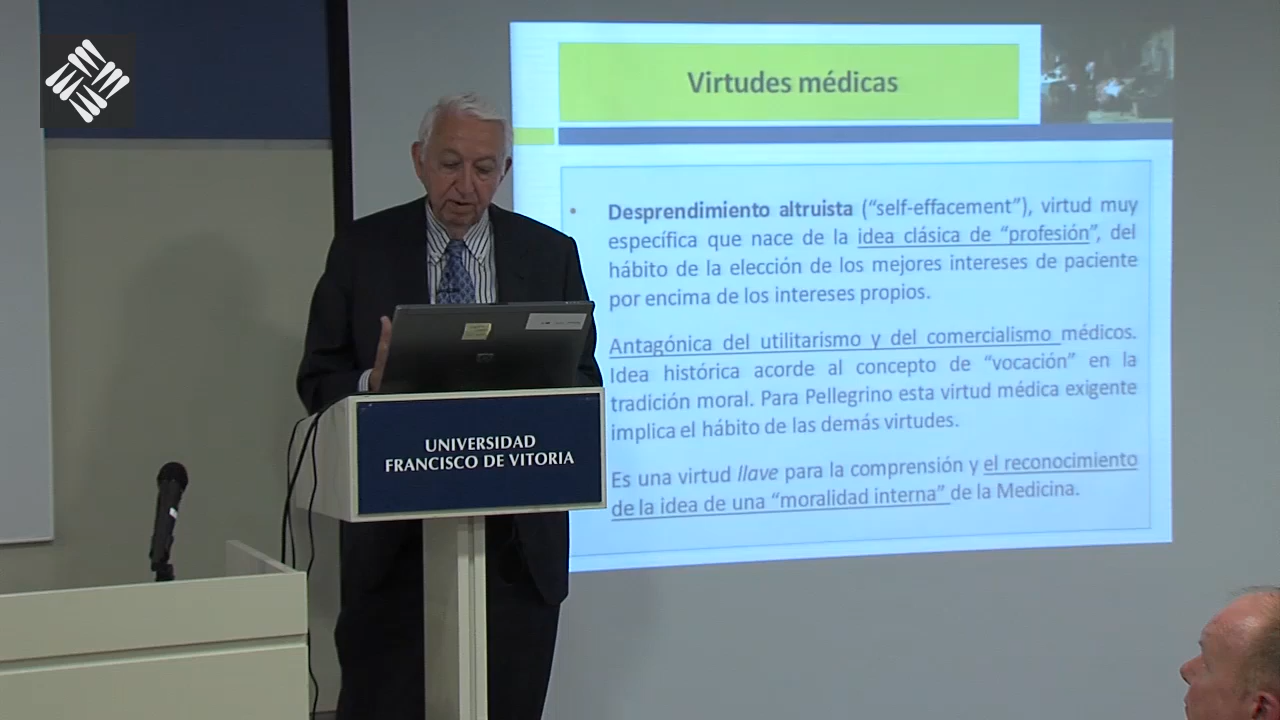 Virtudes médicas
• Desprendimiento altruista (“self-effacement”), virtud muy
específica que nace de la idea clásica de “profesión”, del
hábito de la elección de los mejores intereses de paciente
por encima de los intereses propios.
Antagónica del utilitarismo y del comercialismo médicos.
Idea histórica acorde al concepto de “vocación” en la
tradición moral. Para Pellegrino esta virtud médica exigente
implica el hábito de las demás virtudes.
Es una virtud llave para la comprensión y el reconocimiento
de la idea de una “moralidad interna” de la Medicina.
UNIVERSIDAD
FRANCISCO DE VITORIA